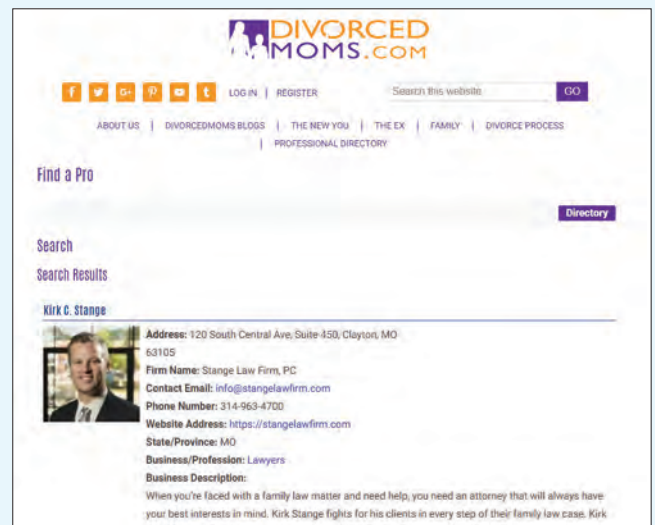 DIVORCED
MOMS.COM
f G+ t LOG IN | REGISTER Search this website GO
ABOUT US | DIVORCEDMOMS BLOGS | THE NEW YOU | THE EX | FAMILY | DIVORCE PROCESS
| PROFESSIONAL DIRECTORY
Find a Pro
Directory
Search
Search Results
Kirk C. Stange
Address: 120 South Central Ave, Suite 450, Clayton, MO
63105
Firm Name: Stange Law Firm, PC
Contact Email: info@stangelawfirm.com
Phone Number: 314-963-4700
Website Address: https://stangelawfirm.com
State/Province: MO
Business/Profession: Lawyers
Business Description:
When you're faced with a family law matter and need help, you need an attorney that will always have
your best interests in mind. Kirk Stange fights for his clients in every step of their family law case. Kirk